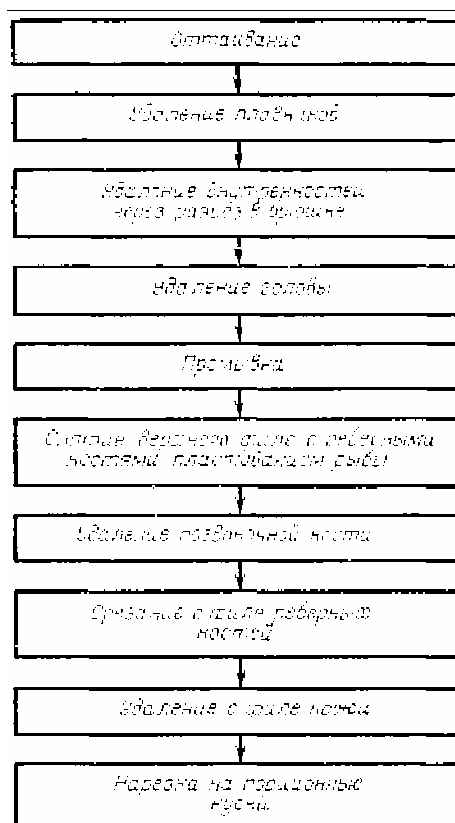 Оттаивание
Удаление плавников
Удаление внутренностей
через разрез в брюшке
Удаление головы
Промывка
Снятие верхнего филе с реберными
костями пластованием рыбы
Удаление позвоночной кости
Срезание с филе реберных
костей
Удаление с филе кожи
Нарезка на порционные
куски